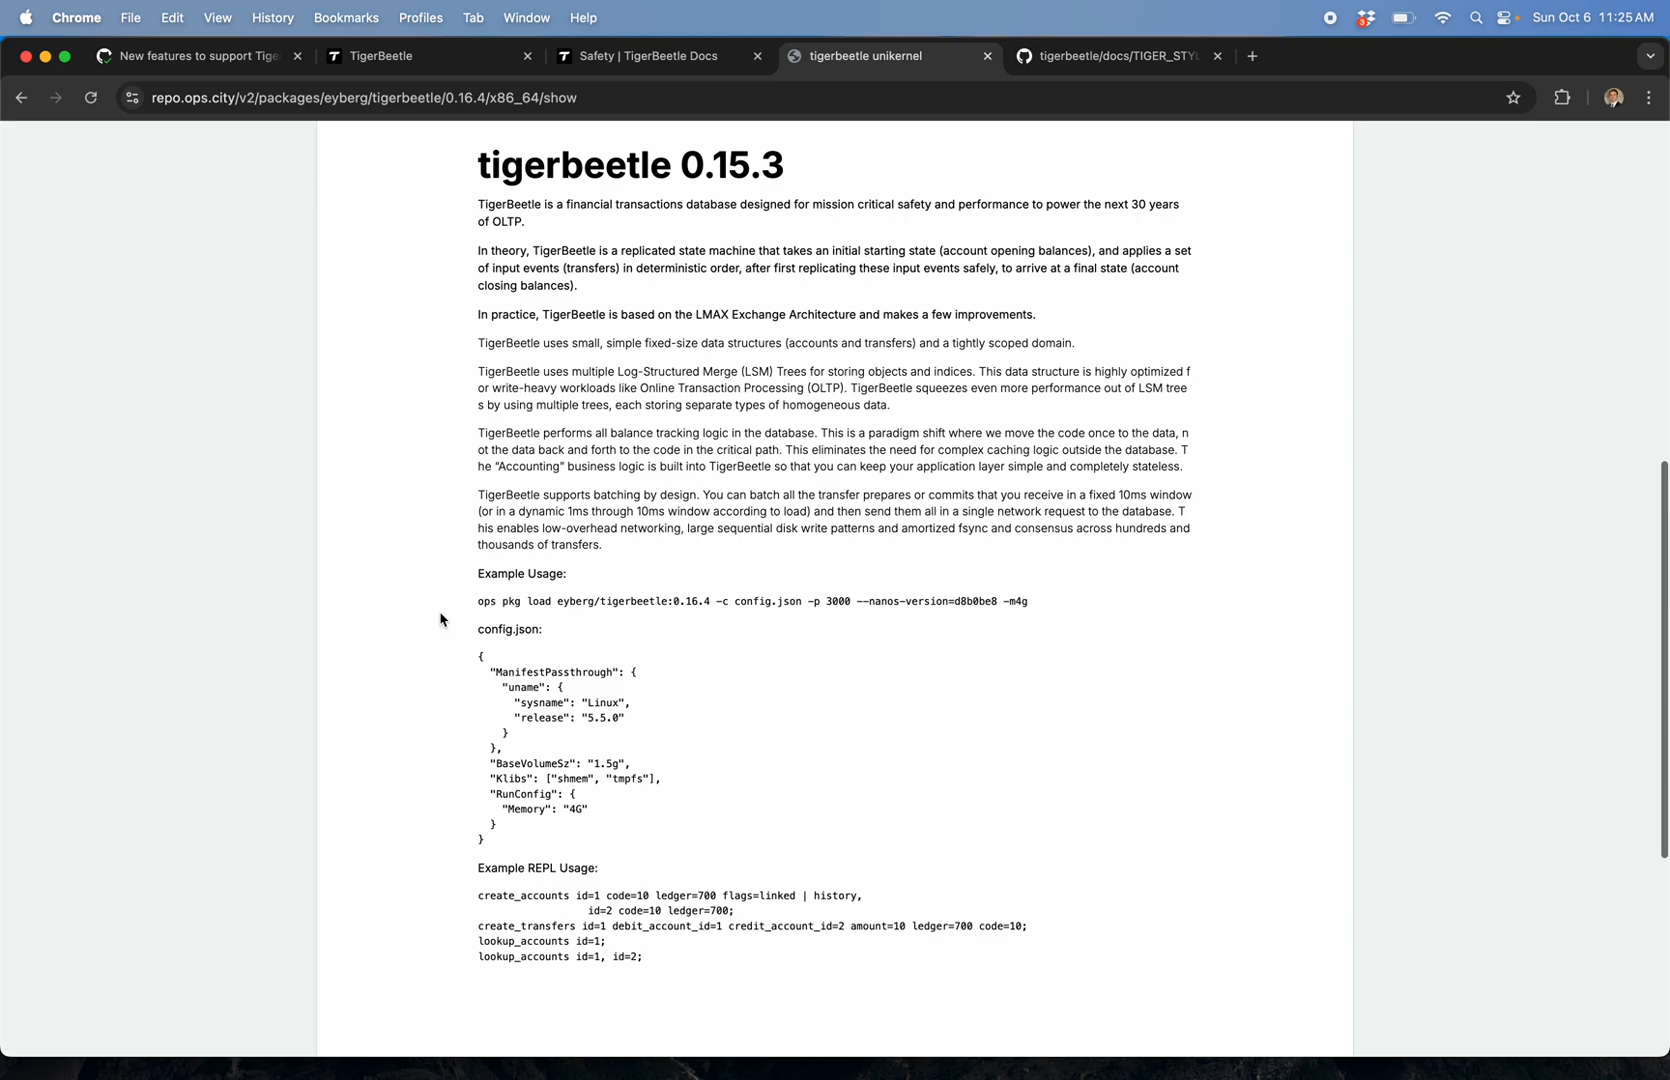 Chrome File Edit View History Bookmarks Profiles Tab Window Help 3 Sun Oct 6 11:25 AM
New features to support Tige TigerBeetle Safety | TigerBeetle Docs tigerbeetle unikernel tigerbeetle/docs/TIGER_STYL
repo.ops.city/v2/packages/eyberg/tigerbeetle/0.16.4/x86_64/show
tigerbeetle 0.15.3
TigerBeetle is a financial transactions database designed for mission critical safety and performance to power the next 30 years
of OLTP.
In theory, TigerBeetle is a replicated state machine that takes an initial starting state (account opening balances), and applies a set
of input events (transfers) in deterministic order, after first replicating these input events safely, to arrive at a final state (account
closing balances).
In practice, TigerBeetle is based on the LMAX Exchange Architecture and makes a few improvements.
TigerBeetle uses small, simple fixed-size data structures (accounts and transfers) and a tightly scoped domain.
TigerBeetle uses multiple Log-Structured Merge (LSM) Trees for storing objects and indices. This data structure is highly optimized f
or write-heavy workloads like Online Transaction Processing (OLTP). TigerBeetle squeezes even more performance out of LSM tree
s by using multiple trees, each storing separate types of homogeneous data.
TigerBeetle performs all balance tracking logic in the database. This is a paradigm shift where we move the code once to the data, n
ot the data back and forth to the code in the critical path. This eliminates the need for complex caching logic outside the database. T
he “Accounting” business logic is built into TigerBeetle so that you can keep your application layer simple and completely stateless.
TigerBeetle supports batching by design. You can batch all the transfer prepares or commits that you receive in a fixed 10ms window
(or in a dynamic 1ms through 10ms window according to load) and then send them all in a single network request to the database. T
his enables low-overhead networking, large sequential disk write patterns and amortized fsync and consensus across hundreds and
thousands of transfers.
Example Usage:
ops pkg load eyberg/tigerbeetle:0.16.4 -c config.json -p 3000 --nanos-version=d8b0be8 -m4g
config.json:
{
"ManifestPassthrough": {
"uname": {
"sysname": "Linux",
"release": "5.5.0"
}
},
"BaseVolumeSz": "1.5g",
"Klibs": ["shmem", "tmpfs"],
"RunConfig": {
"Memory": "4G"
}
}
Example REPL Usage:
create_accounts id=1 code=10 ledger=700 flags=linked | history,
id=2 code=10 ledger=700;
create_transfers id=1 debit_account_id=1 credit_account_id=2 amount=10 ledger=700 code=10;
lookup_accounts id=1;
lookup_accounts id=1, id=2;